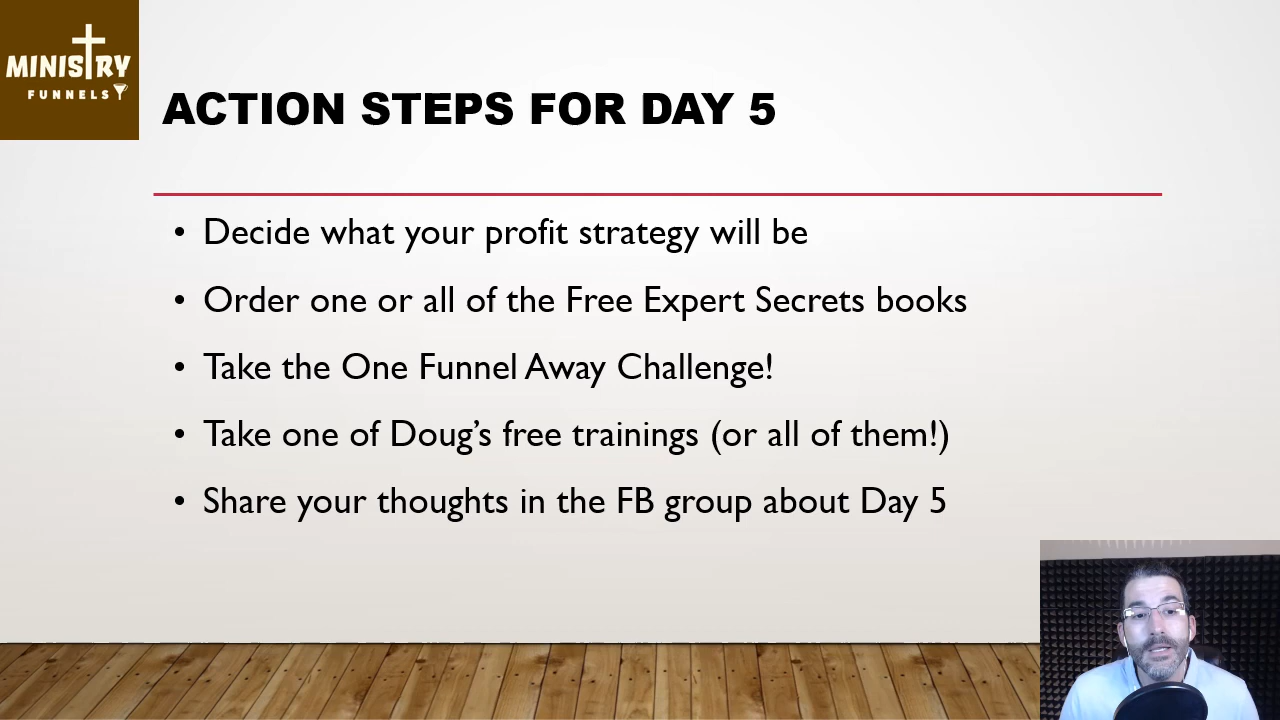 MINISTRY
FUNNELS
ACTION STEPS FOR DAY 5
• Decide what your profit strategy will be
• Order one or all of the Free Expert Secrets books
• Take the One Funnel Away Challenge!
• Take one of Doug’s free trainings (or all of them!)
• Share your thoughts in the FB group about Day 5